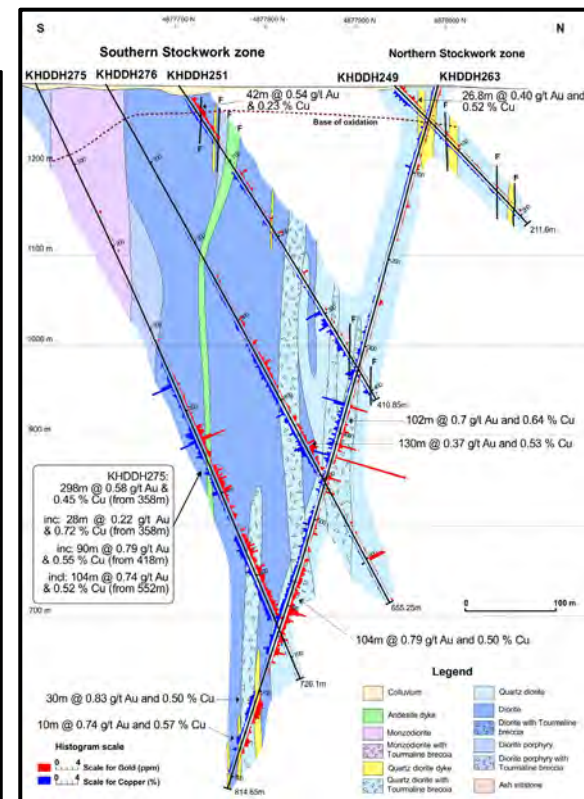 4877700 N
4877800 N
4877900 N
4878000 N
S
N
Southern Stockwork zone
Northern Stockwork zone
KHDDH275
KHDDH276
KHDDH251
KHDDH249
KHDDH263
42m @ 0.54 g/t Au
& 0.23 % Cu
26.8m @ 0.40 g/t Au and
0.52 % Cu
Base of oxidation
F
F
F
F
F
F
F
F
1200 m
1100 m
1000 m
900 m
700 m
211.6m
410.85m
102m @ 0.7 g/t Au and 0.64 % Cu
130m @ 0.37 g/t Au and 0.53 % Cu
KHDDH275:
298m @ 0.58 g/t Au &
0.45 % Cu (from 358m)
inc: 28m @ 0.22 g/t Au
& 0.72 % Cu (from 358m)
inc: 90m @ 0.79 g/t Au
& 0.55 % Cu (from 418m)
incl: 104m @ 0.74 g/t Au
& 0.52 % Cu (from 552m)
655.25m
0 100 m
104m @ 0.79 g/t Au and 0.50 % Cu
726.1m
30m @ 0.83 g/t Au and 0.50 % Cu
10m @ 0.74 g/t Au and 0.57 % Cu
814.65m
Histogram scale
0 4 Scale for Gold (ppm)
0 4 Scale for Copper (%)
Legend
Colluvium
Andesite dyke
Monzodiorite
Monzodiorite with
Tourmaline breccia
Quartz diorite dyke
Quartz diorite with
Tourmaline breccia
Quartz diorite
Diorite
Diorite with Tourmaline
breccia
Diorite porphyry
Diorite porphyry with
Tourmaline breccia
Ash siltstone